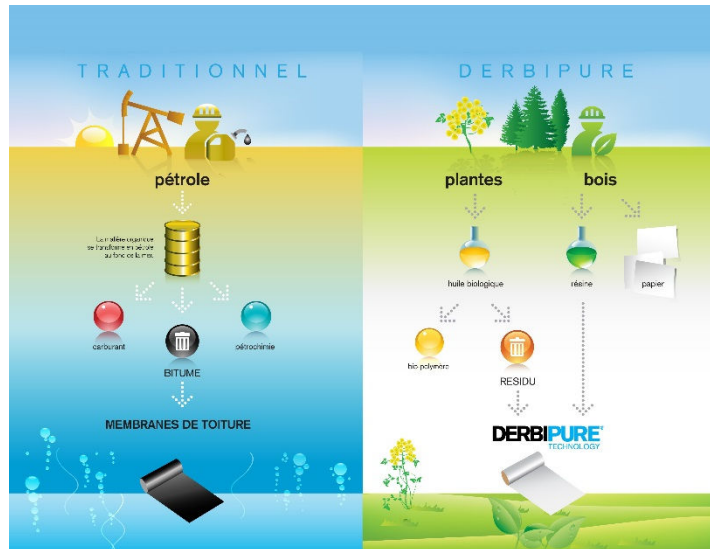 TRADITIONNEL
pétrole
La matière organique
se transforme en pétrole
au fond de la mer.
carburant
BITUME
pétrochimie
MEMBRANES DE TOITURE
DERBIPURE
plantes
bois
huile biologique
résine
papier
bio polymère
RESIDU
DERBIPURE
TECHNOLOGY